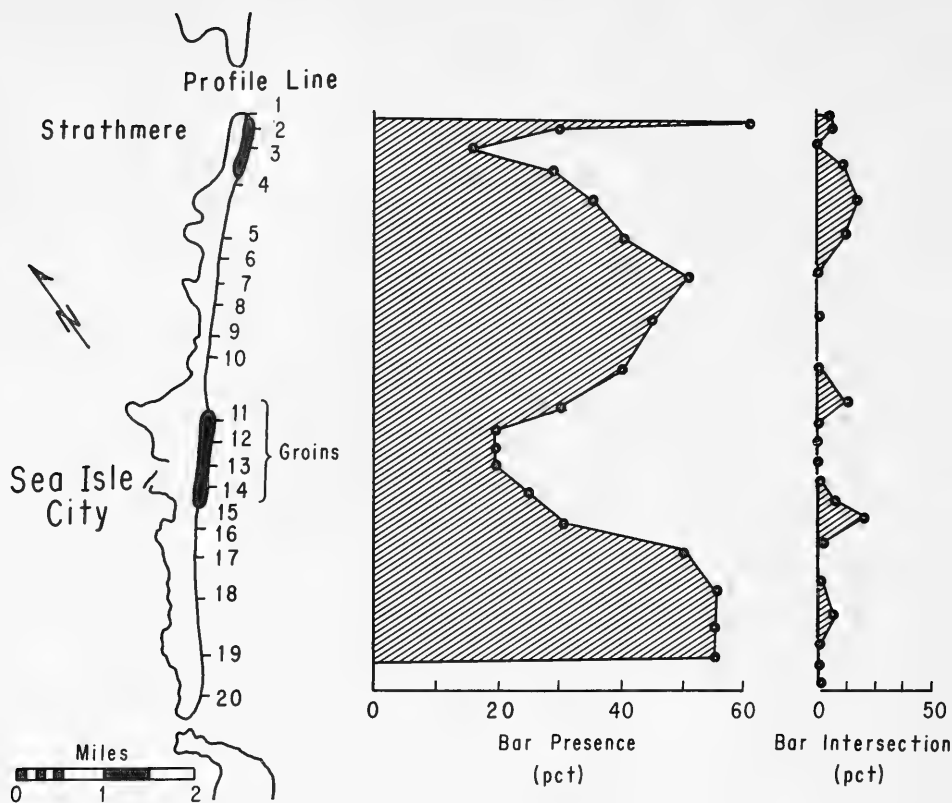 Profile Line
Strathmere
1
2
3
4
5
6
7
8
9
10
11
12
13
14
15
16
17
18
19
20
Groins
Sea Isle
City
N
Miles
0 1 2
0 20 40 60
Bar Presence
(pct)
0 50
Bar Intersection
(pct)